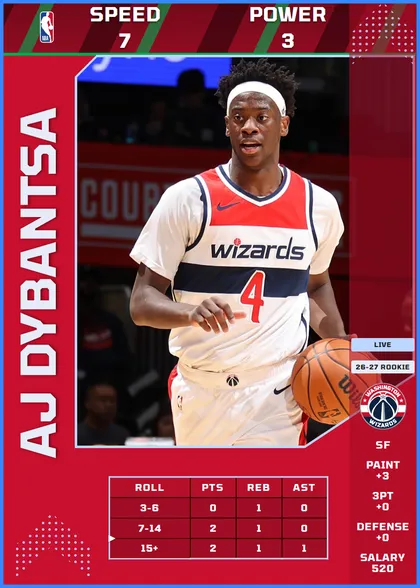 SPEED
7
POWER
3
NBA
AJ DYBANTSA
COURT
wizards
4
LIVE
26-27 ROOKIE
WASHINGTON
WIZARDS
SF
PAINT
+3
3PT
+0
DEFENSE
+0
SALARY
520
ROLL PTS REB AST
3-6 0 1 0
7-14 2 1 0
15+ 2 1 1